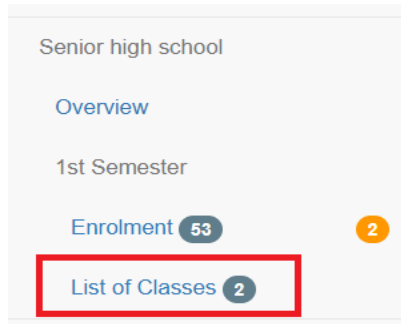 Senior high school
Overview
1st Semester
Enrolment 53 2
List of Classes 2